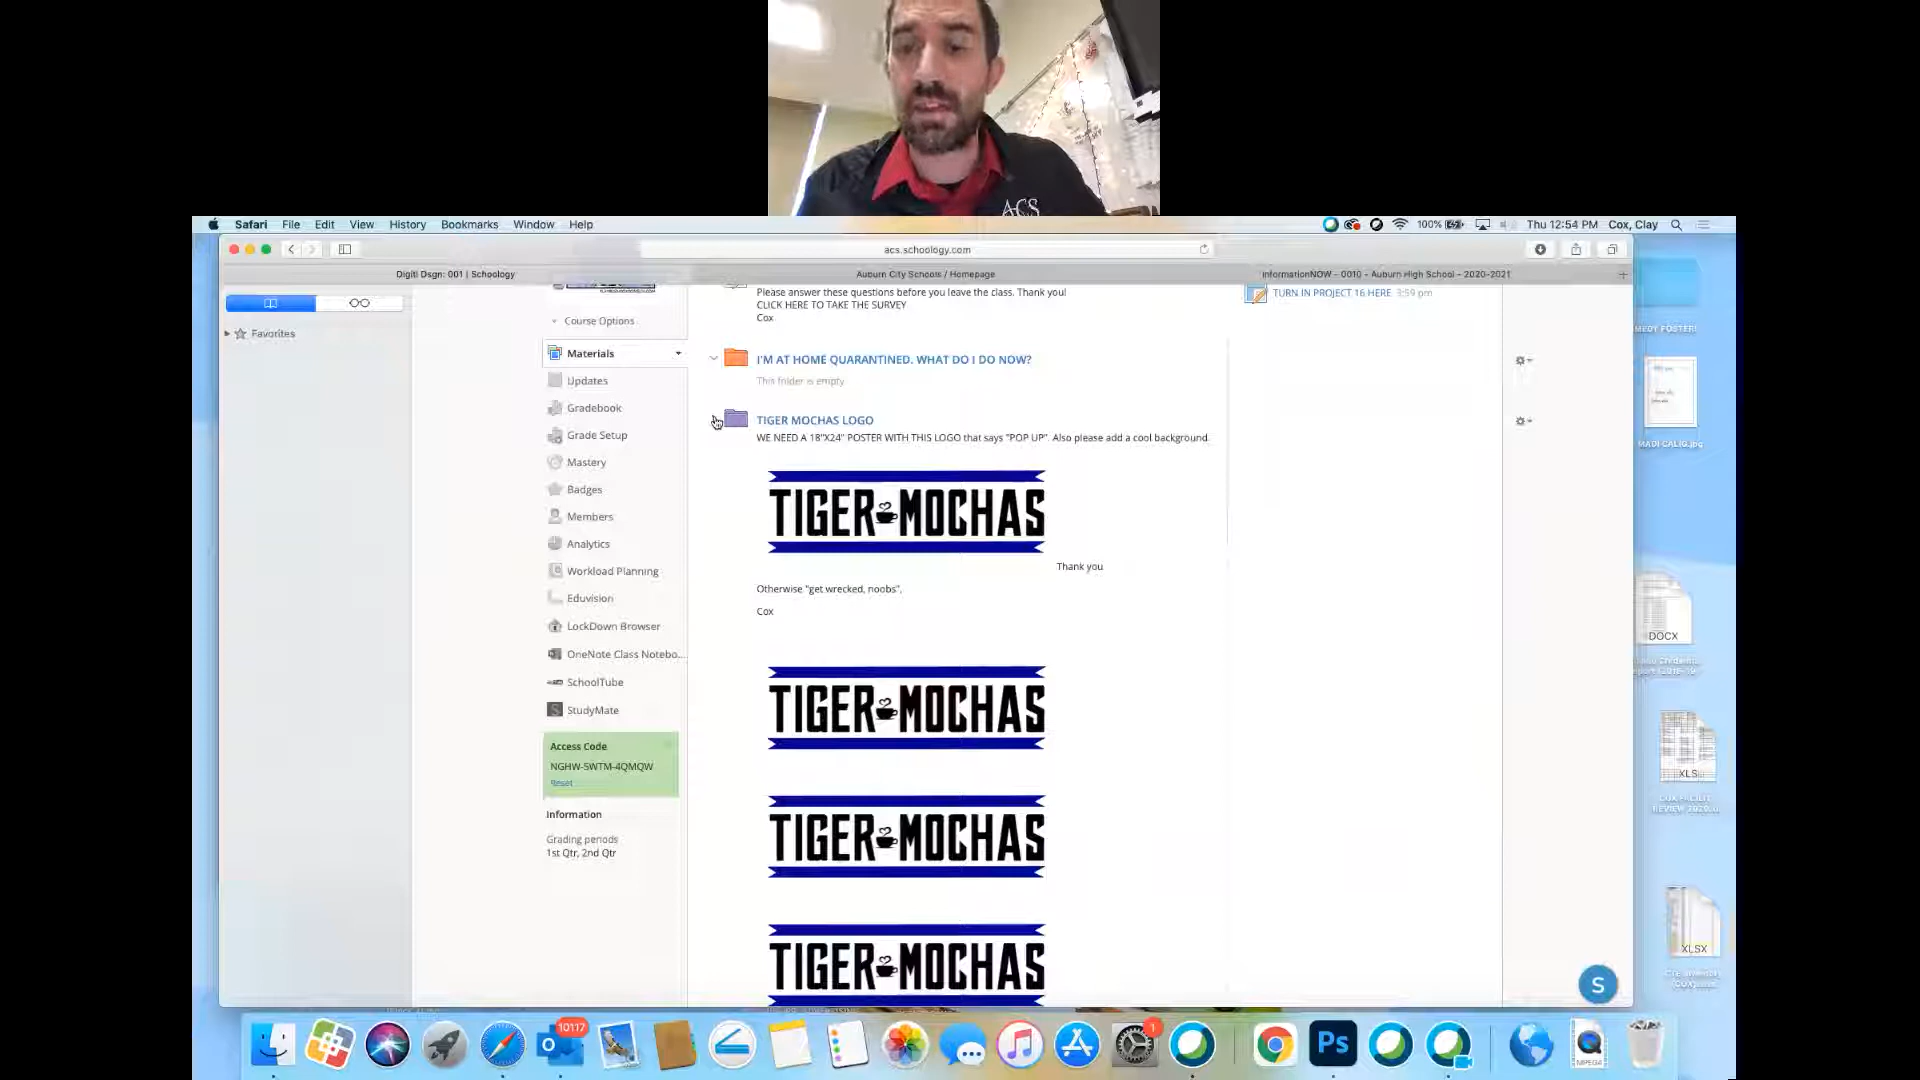 ACS
Safari File Edit View History Bookmarks Window Help
100% Thu 12:54 PM Cox, Clay
acs.schoology.com
Digitl Dsgn: 001 | Schoology
Auburn City Schools / Homepage
InformationNOW - 0010 - Auburn High School - 2020-2021
Favorites
Course Options
Materials
Updates
Gradebook
Grade Setup
Mastery
Badges
Members
Analytics
Workload Planning
Eduvision
LockDown Browser
OneNote Class Notebo...
SchoolTube
StudyMate
Access Code
NGHW-SWTM-4QMQW
Reset
Information
Grading periods
1st Qtr, 2nd Qtr
Please answer these questions before you leave the class. Thank you!
CLICK HERE TO TAKE THE SURVEY
Cox
I'M AT HOME QUARANTINED. WHAT DO I DO NOW?
This folder is empty
TIGER MOCHAS LOGO
WE NEED A 18"X24" POSTER WITH THIS LOGO that says "POP UP". Also please add a cool background.
TIGER MOCHAS
Thank you
Otherwise "get wrecked, noobs",
Cox
TIGER MOCHAS
TIGER MOCHAS
TIGER MOCHAS
TURN IN PROJECT 16 HERE 3:59 pm
MADI CALIG.jpg
DOCX
XLS
XLSX
S
10117
1
Ps
MPEG4